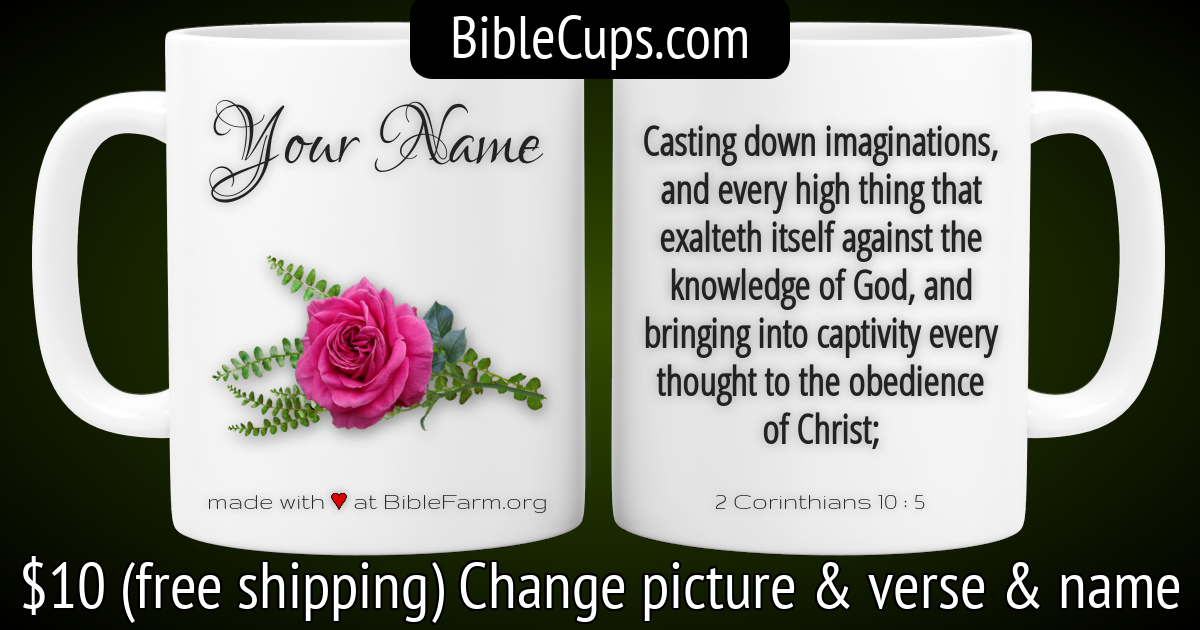 BibleCups.com
Your Name
made with ♥ at BibleFarm.org
Casting down imaginations,
and every high thing that
exalteth itself against the
knowledge of God, and
bringing into captivity every
thought to the obedience
of Christ;
2 Corinthians 10 : 5
$10 (free shipping) Change picture & verse & name